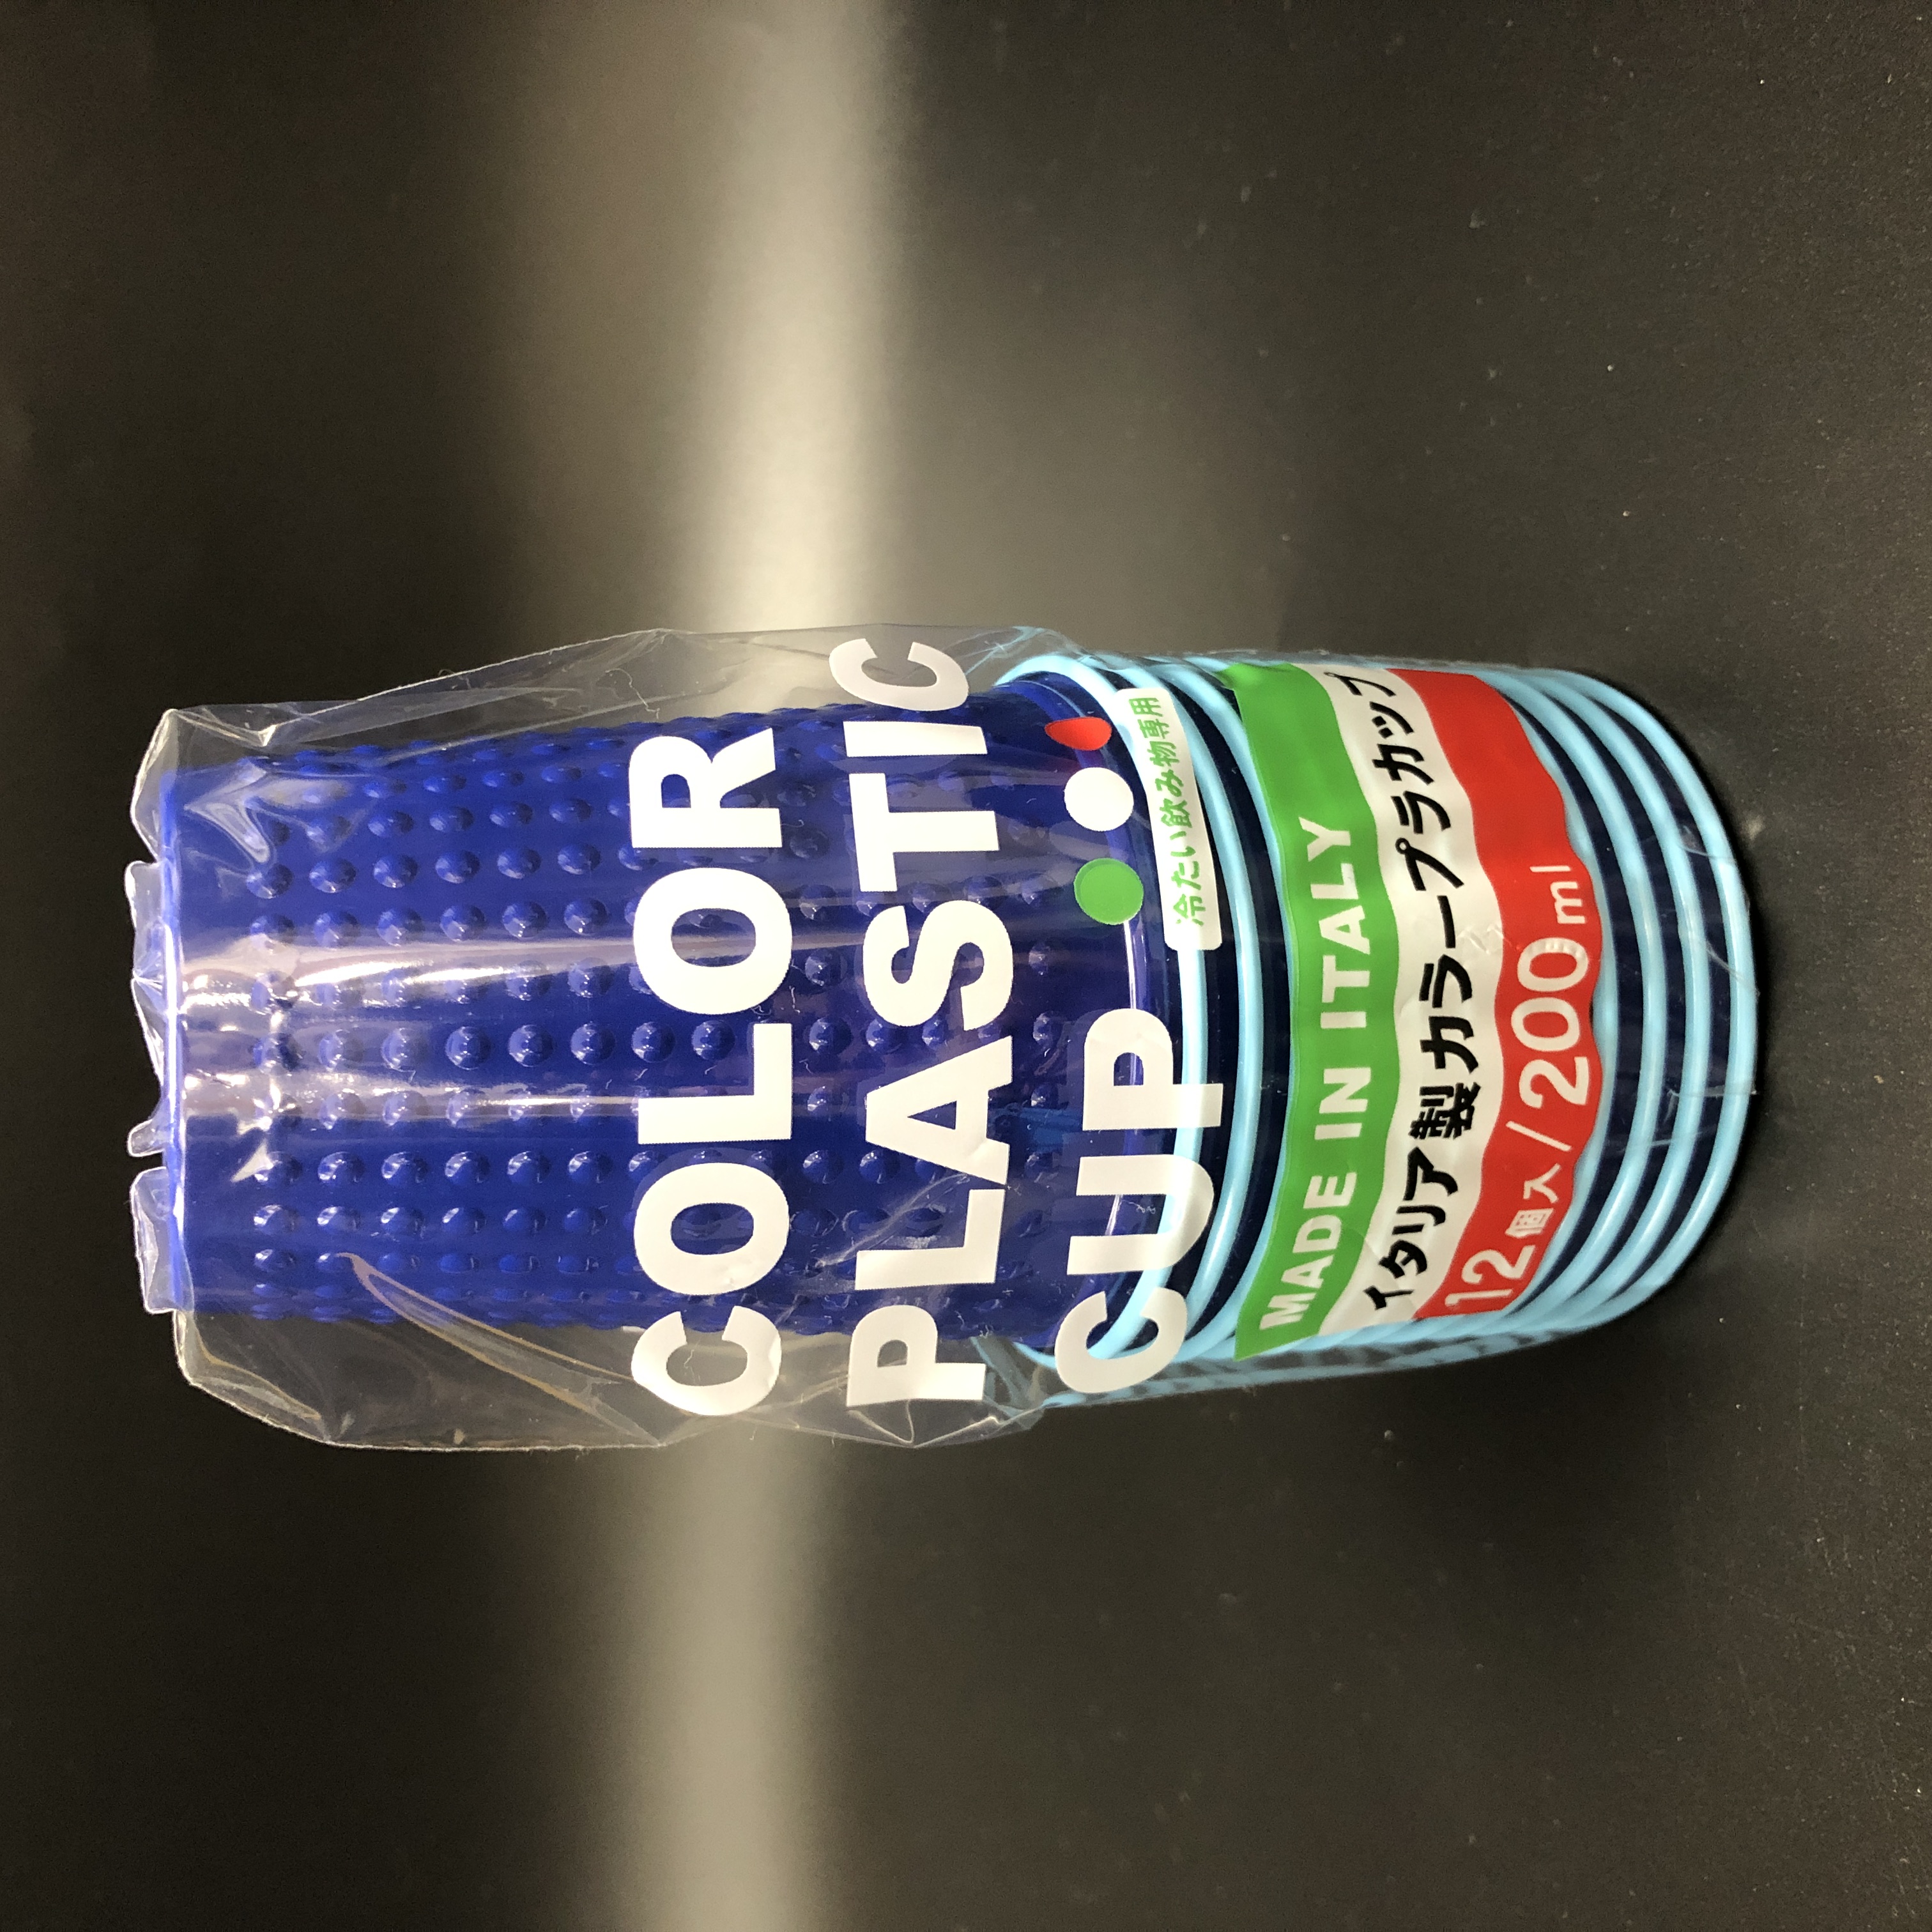 COLOR
PLASTIC
CUP
冷たい飲み物専用
MADE IN ITALY
イタリア製カラープラカップ
12個入/200ml